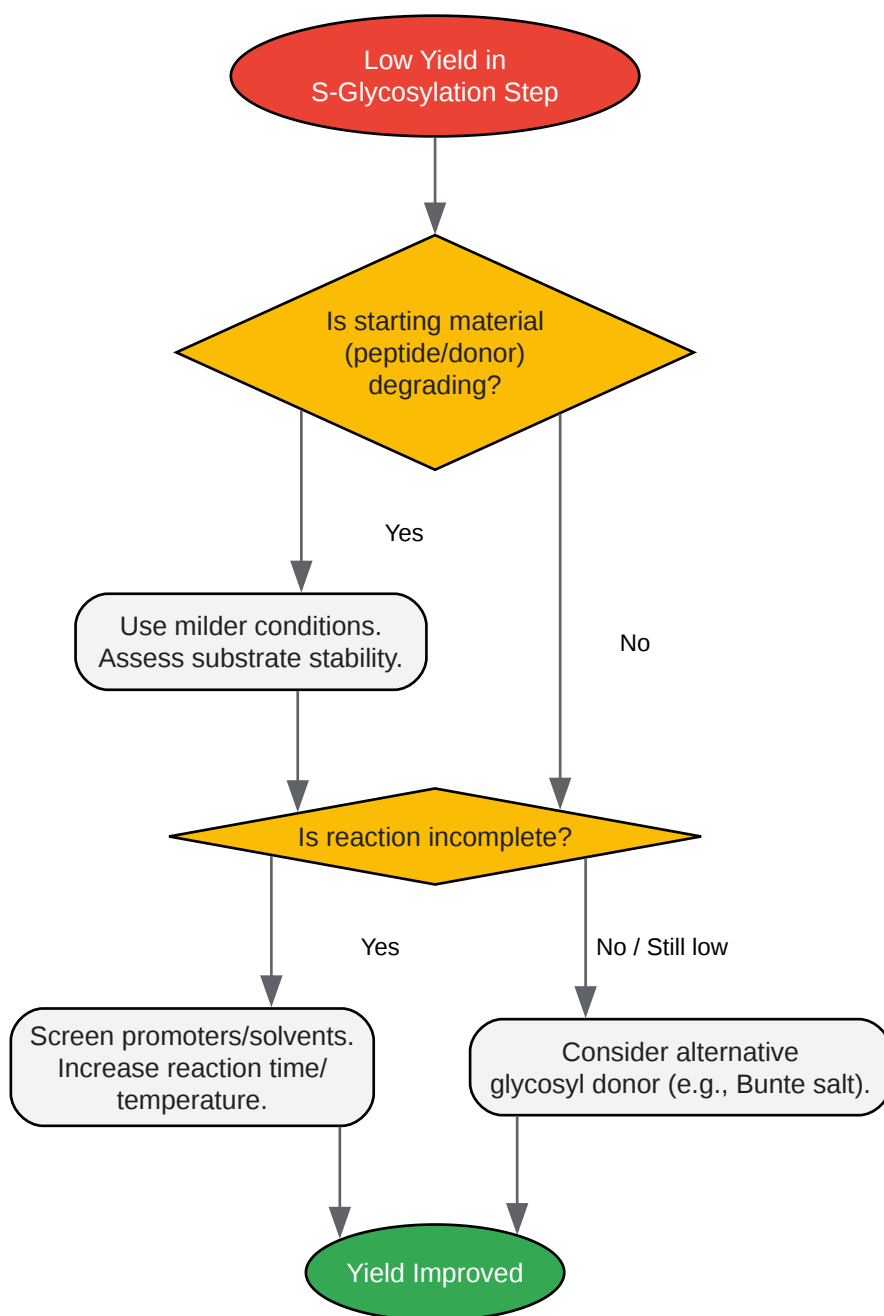 Low Yield in
S-Glycosylation Step
Is starting material
(peptide/donor)
degrading?
Yes
Use milder conditions.
Assess substrate stability.
No
Is reaction incomplete?
Yes
No / Still low
Screen promoters/solvents.
Increase reaction time/
temperature.
Consider alternative
glycosyl donor (e.g., Bunte salt).
Yield Improved